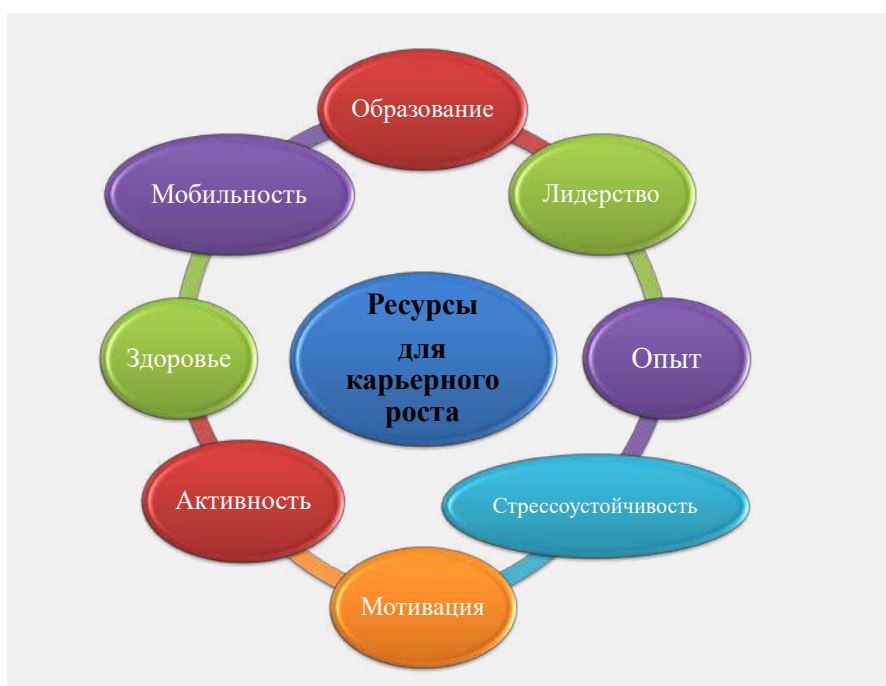 Образование
Мобильность
Лидерство
Ресурсы
для
карьерного
роста
Здоровье
Опыт
Активность
Стрессоустойчивость
Мотивация